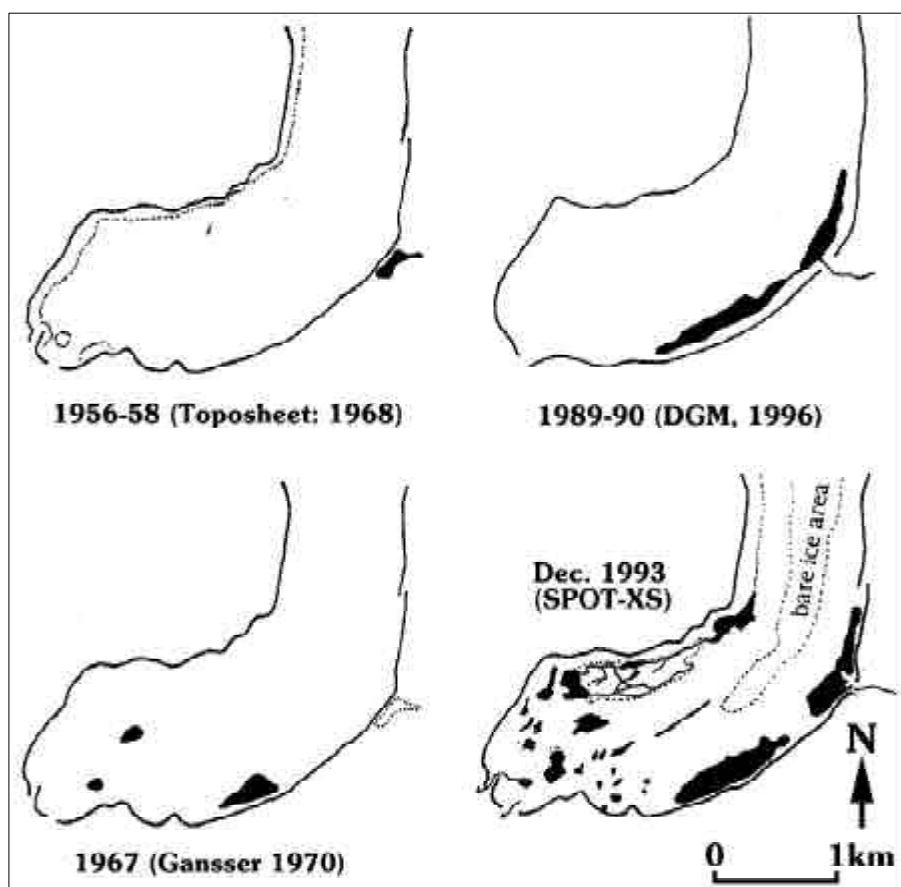 1956-58 (Toposheet: 1968)
1989-90 (DGM, 1996)
Dec. 1993
(SPOT-XS)
bare ice area
N
1967 (Gansser 1970)
0 1km